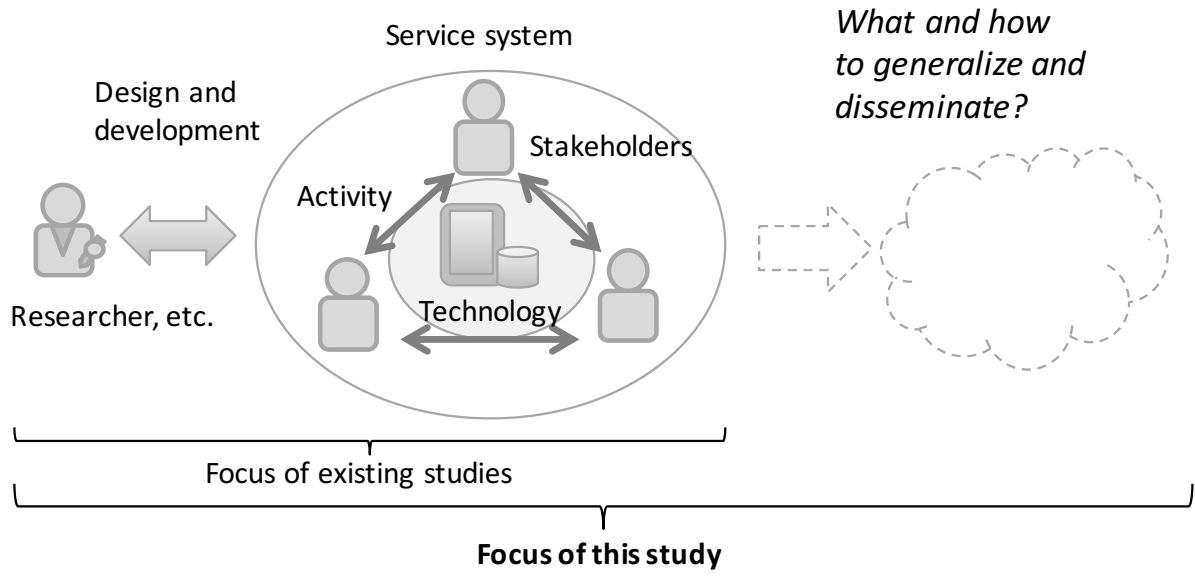 Service system
What and how
to generalize and
disseminate?
Design and
development
Stakeholders
Activity
Technology
Researcher, etc.
Focus of existing studies
Focus of this study